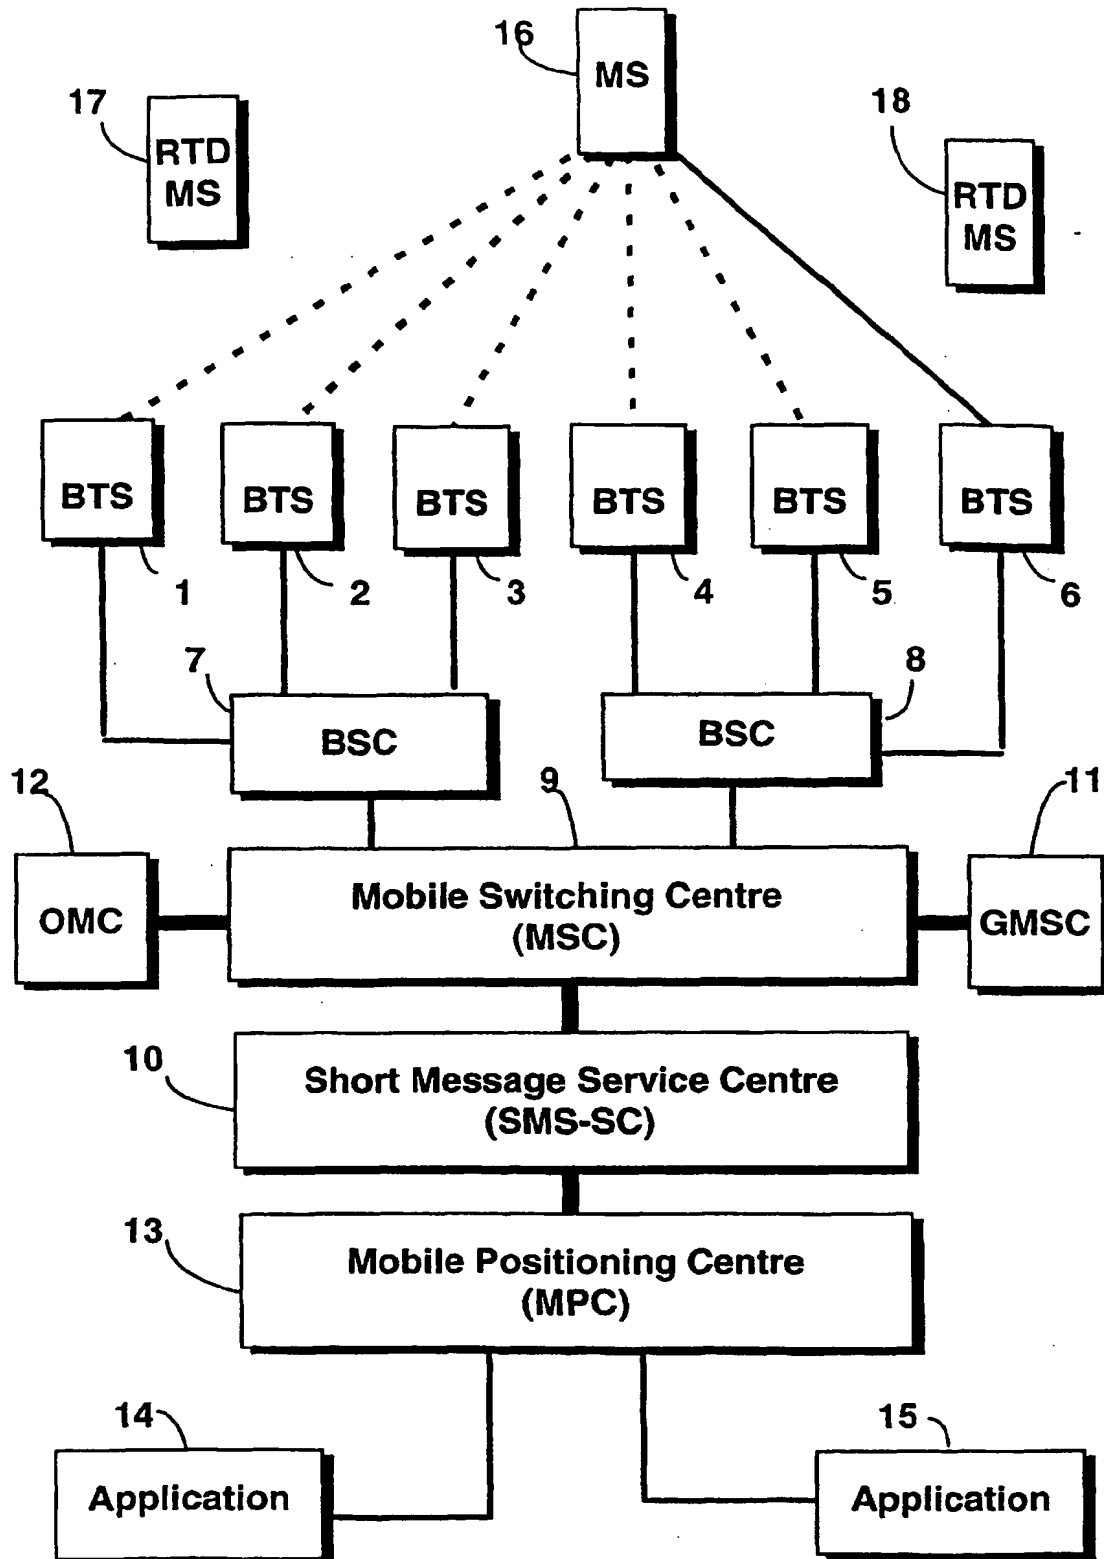 16
MS
17
RTD
MS
18
RTD
MS
BTS
BTS
BTS
BTS
BTS
BTS
1
2
3
4
5
6
7
BSC
8
BSC
12
OMC
9
Mobile Switching Centre
(MSC)
11
GMSC
10
Short Message Service Centre
(SMS-SC)
13
Mobile Positioning Centre
(MPC)
14
Application
15
Application